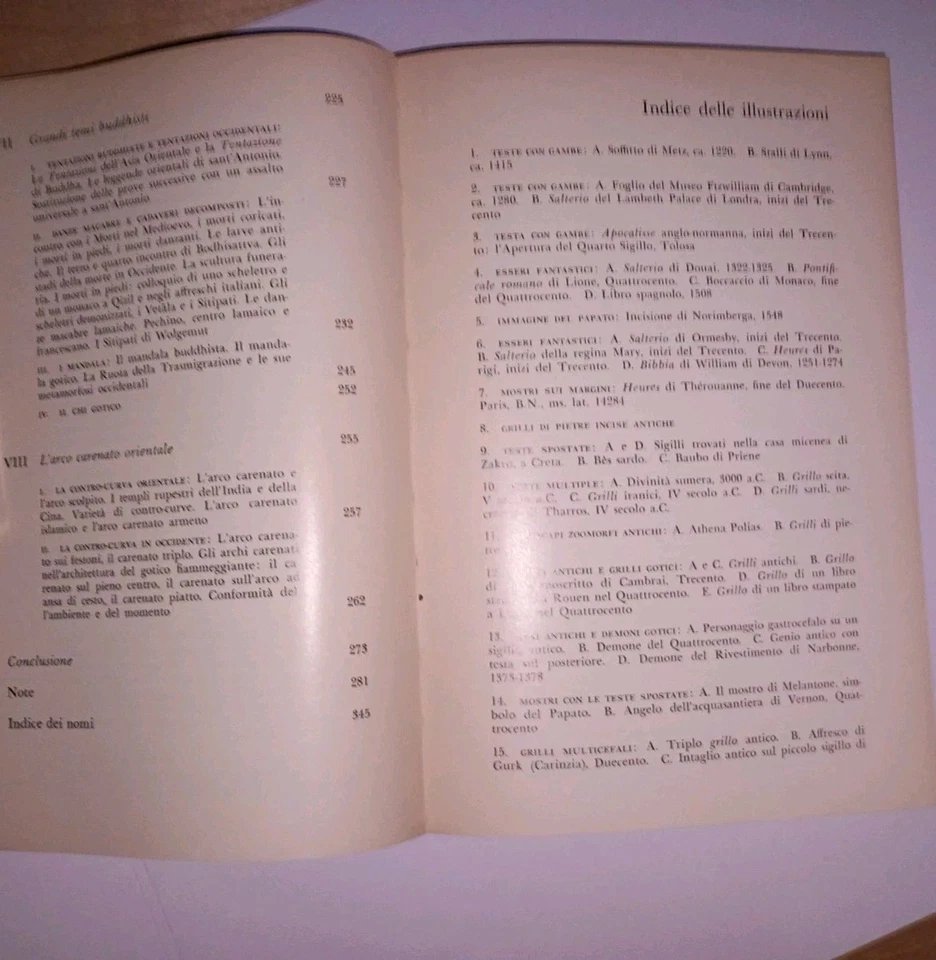 225
II Grandi temi buddhisti
I. TENTAZIONI BUDDHISTE E TENTAZIONI OCCIDENTALI:
Le Tentazioni dell'Asia Orientale e la Tentazione
di Buddha. Le leggende orientali di sant'Antonio.
Sostituzione delle prove successive con un assalto
universale a sant'Antonio
227
II. DANZE MACABRE E CADAVERI DECOMPOSTI: L'in-
contro con i Morti nel Medioevo, i morti coricati,
i morti in piedi, i morti danzanti. Le larve anti-
che. Il terzo e quarto incontro di Bodhisattva. Gli
stadi della morte in Occidente. La scultura funera-
ria. I morti in piedi: colloquio di uno scheletro e
di un monaco a Qzil e negli affreschi italiani. Gli
scheletri demonizzati, i Vetāla e i Sitipati. Le dan-
ze macabre lamaiche. Pechino, centro lamaico e
francescano. I Sitipati di Wolgemut
232
III. I MANDALA: Il mandala buddhista. Il manda-
la gotico. La Ruota della Trasmigrazione e le sue
metamorfosi occidentali
245
IV. IL CHI GOTICO
252
VIII L'arco carenato orientale
255
I. LA CONTRO-CURVA ORIENTALE: L'arco carenato e
l'arco scolpito. I templi rupestri dell'India e della
Cina. Varietà di contro-curve. L'arco carenato
islamico e l'arco carenato armeno
257
II. LA CONTRO-CURVA IN OCCIDENTE: L'arco carena-
to sui festoni, il carenato triplo. Gli archi carenati
nell'architettura del gotico fiammeggiante: il ca
renato sul pieno centro, il carenato sull'arco ad
ansa di cesto, il carenato piatto. Conformità del
l'ambiente e del momento
262
Conclusione 273
Note 281
Indice dei nomi 345
Indice delle illustrazioni
1. TESTE CON GAMBE: A. Soffitto di Metz, ca. 1220. B. Stalli di Lynn,
ca. 1415
2. TESTE CON GAMBE: A. Foglio del Museo Fizwilliam di Cambridge,
ca. 1280. B. Salterio del Lambeth Palace di Londra, inizi del Tre-
cento
3. TESTA CON GAMBE: Apocalisse anglo-normanna, inizi del Trecen-
to: l'Apertura del Quarto Sigillo, Tolosa
4. ESSERI FANTASTICI: A. Salterio di Douai, 1322-1325 B. Pontifi-
cale romano di Lione, Quattrocento. C. Boccaccio di Monaco, fine
del Quattrocento. D. Libro spagnolo, 1508
5. IMMAGINE DEL PAPATO: Incisione di Norimberga, 1548
6. ESSERI FANTASTICI: A. Salterio di Ormesby, inizi del Trecento.
B. Salterio della regina Mary, inizi del Trecento. C. Heures di Pa-
rigi, inizi del Trecento. D. Bibbia di William di Devon, 1251-1274
7. MOSTRI SUI MARGINI: Heures di Thérouanne, fine del Duecento.
Paris, B.N., ms. lat. 14284
8. GRILLI DI PIETRE INCISE ANTICHE
9. TESTE SPOSTATE: A e D. Sigilli trovati nella casa micenea di
Zakro, a Creta. B. Bès sardo. C. Baubo di Priene
10. TESTE MULTIPLE: A. Divinità sumera, 3000 a.C. B. Grillo scita,
V a.C. C. Grilli iranici, IV secolo a.C. D. Grilli sardi, ne-
Tharros, IV secolo a.C.
11. ZOOMORFI ANTICHI: A. Athena Polias. B. Grilli di pie-
tre
12. ANTICHI E GRILLI GOTICI: A e C. Grilli antichi. B. Grillo
di Cambrai, Trecento. D. Grillo di un libro
Rouen nel Quattrocento. E. Grillo di un libro stampato
a nel Quattrocento
13. ANTICHI E DEMONI GOTICI: A. Personaggio gastrocefalo su un
sigillo antico. B. Demone del Quattrocento. C. Genio antico con
testa sul posteriore. D. Demone del Rivestimento di Narbonne,
1373-1378
14. MOSTRI CON LE TESTE SPOSTATE: A. Il mostro di Melantone, sim-
bolo del Papato. B. Angelo dell'acquasantiera di Vernon, Quat-
trocento
15. GRILLI MULTICEFALI: A. Triplo grillo antico. B. Affresco di
Gurk (Carinzia), Duecento. C. Intaglio antico sul piccolo sigillo di